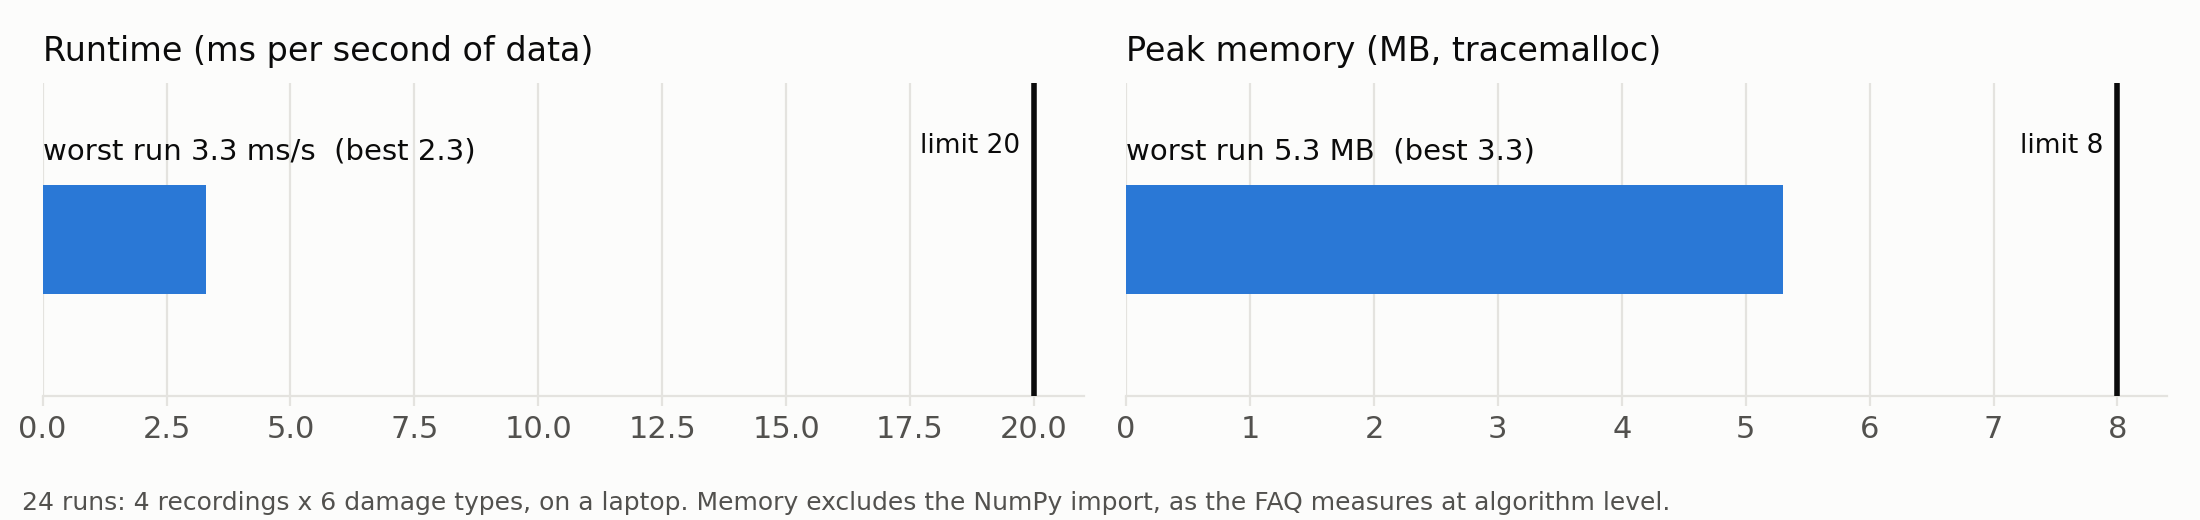 Runtime (ms per second of data)
worst run 3.3 ms/s  (best 2.3)
limit 20
0.0 2.5 5.0 7.5 10.0 12.5 15.0 17.5 20.0
Peak memory (MB, tracemalloc)
worst run 5.3 MB  (best 3.3)
limit 8
0 1 2 3 4 5 6 7 8
24 runs: 4 recordings x 6 damage types, on a laptop. Memory excludes the NumPy import, as the FAQ measures at algorithm level.